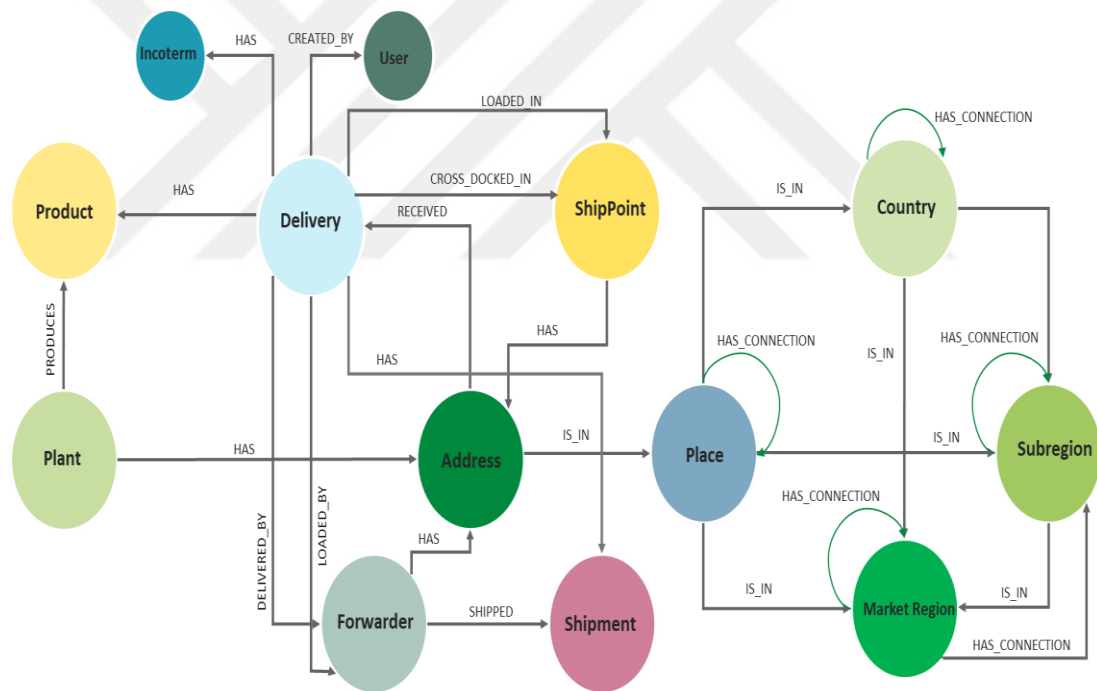 HAS
CREATED_BY
Incoterm
User
LOADED_IN
HAS_CONNECTION
HAS
CROSS_DOCKED_IN
IS_IN
Product
Delivery
RECEIVED
ShipPoint
Country
PRODUCES
HAS
HAS
IS_IN
HAS_CONNECTION
HAS_CONNECTION
Plant
HAS
Address
IS_IN
Place
IS_IN
Subregion
HAS_CONNECTION
DELIVERED_BY
LOADED_BY
HAS
IS_IN
IS_IN
Forwarder
SHIPPED
Shipment
Market Region
HAS_CONNECTION